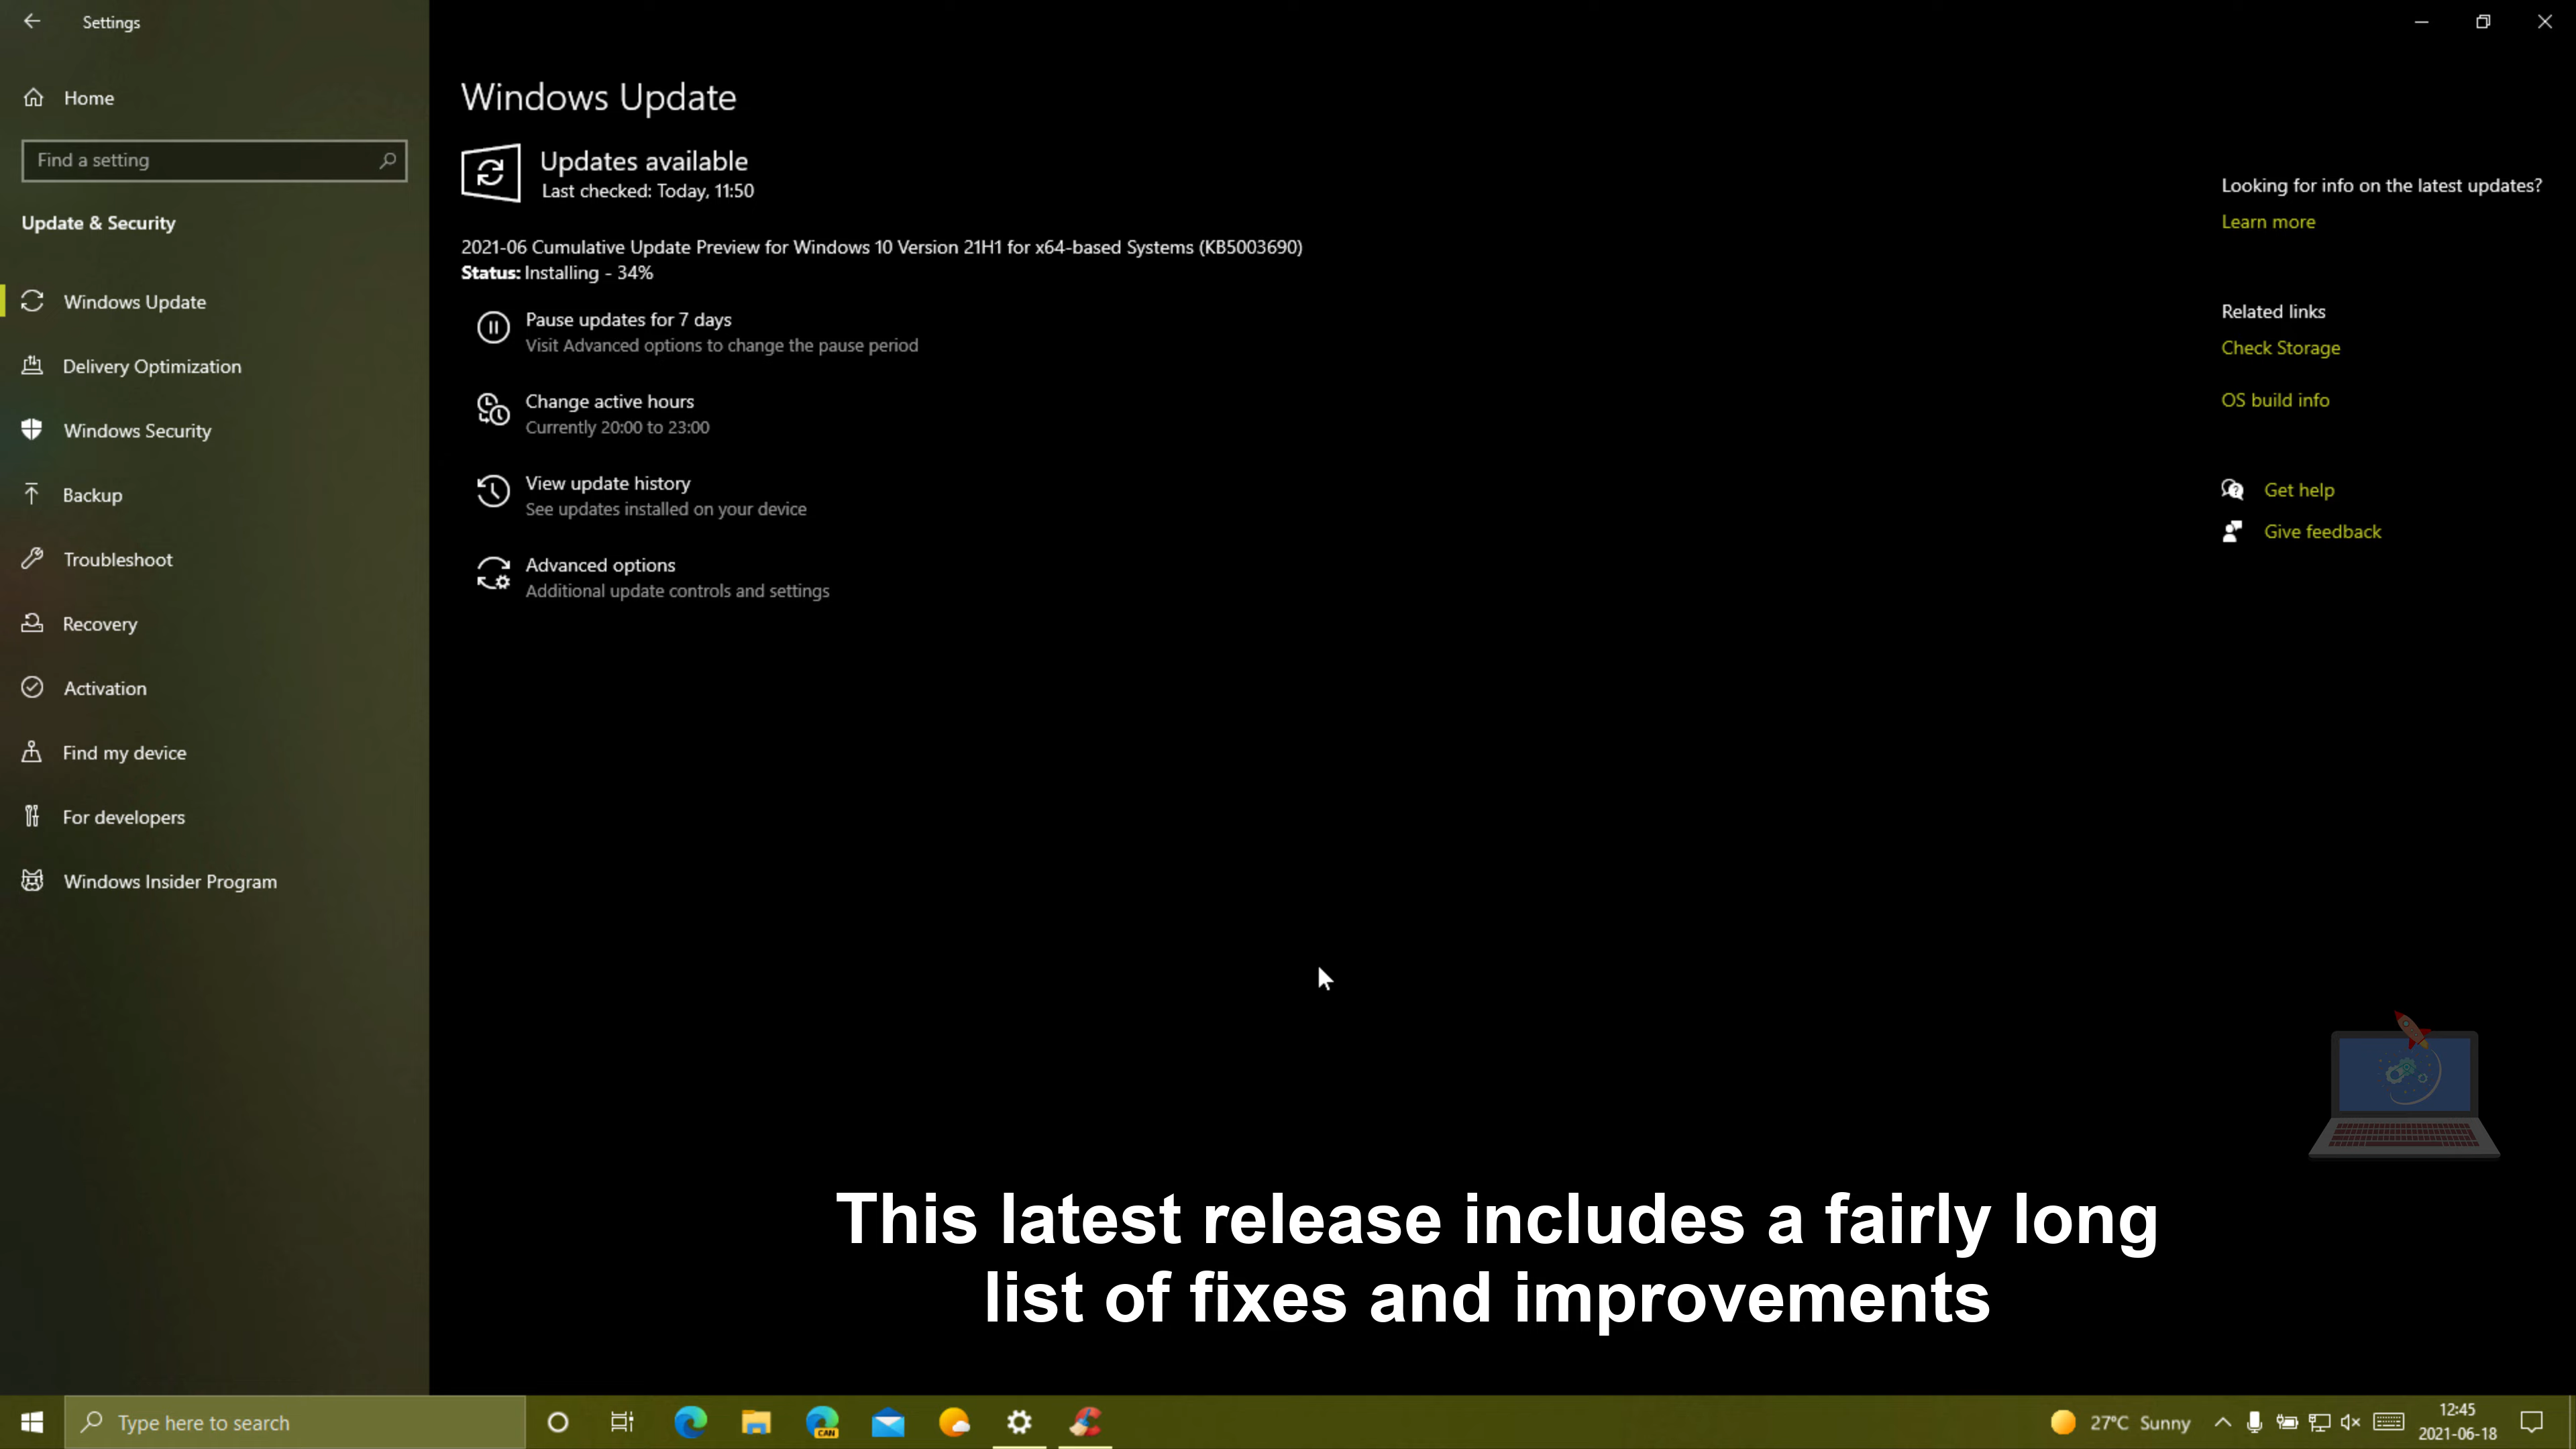 Settings
Home
Find a setting
Update & Security
Windows Update
Delivery Optimization
Windows Security
Backup
Troubleshoot
Recovery
Activation
Find my device
For developers
Windows Insider Program
Windows Update
Updates available
Last checked: Today, 11:50
2021-06 Cumulative Update Preview for Windows 10 Version 21H1 for x64-based Systems (KB5003690)
Status: Installing - 34%
Pause updates for 7 days
Visit Advanced options to change the pause period
Change active hours
Currently 20:00 to 23:00
View update history
See updates installed on your device
Advanced options
Additional update controls and settings
Looking for info on the latest updates?
Learn more
Related links
Check Storage
OS build info
Get help
Give feedback
This latest release includes a fairly long
list of fixes and improvements
Type here to search
CAN
27°C Sunny
12:45
2021-06-18